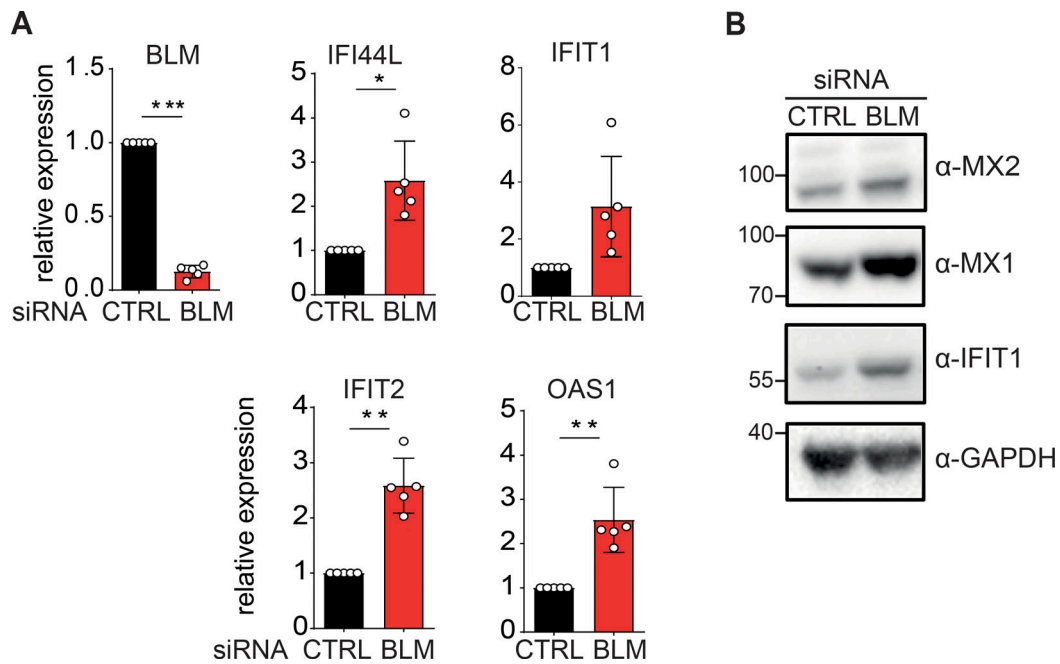 A
BLM
relative expression
1.5
1.0
0.5
0.0
* ***
siRNA CTRL BLM
IFI44L
5
4
3
2
1
0
*
CTRL BLM
IFIT1
8
6
4
2
0
CTRL BLM
IFIT2
relative expression
4
3
2
1
0
* *
siRNA CTRL BLM
OAS1
5
4
3
2
1
0
* *
CTRL BLM
B
siRNA
CTRL BLM
100
α-MX2
100
α-MX1
70
α-IFIT1
55
40
α-GAPDH